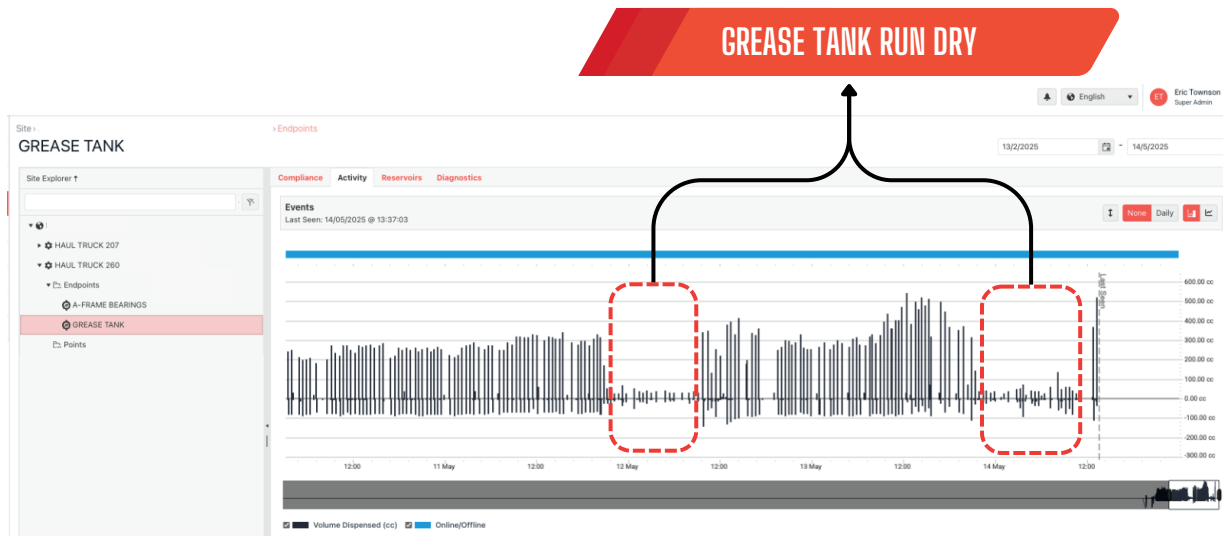 GREASE TANK RUN DRY
English
ET
Eric Townson
Super Admin
Site ›
› Endpoints
GREASE TANK
13/2/2025
-
14/5/2025
Site Explorer ↑
Compliance
Activity
Reservoirs
Diagnostics
Events
Last Seen: 14/05/2025 @ 13:37:03
None
Daily
HAUL TRUCK 207
HAUL TRUCK 260
Endpoints
A-FRAME BEARINGS
GREASE TANK
Points
Last Seen
600.00 cc
500.00 cc
400.00 cc
300.00 cc
200.00 cc
100.00 cc
0.00 cc
-100.00 cc
-200.00 cc
-300.00 cc
12:00
11 May
12:00
12 May
12:00
13 May
12:00
14 May
12:00
Volume Dispensed (cc)
Online/Offline